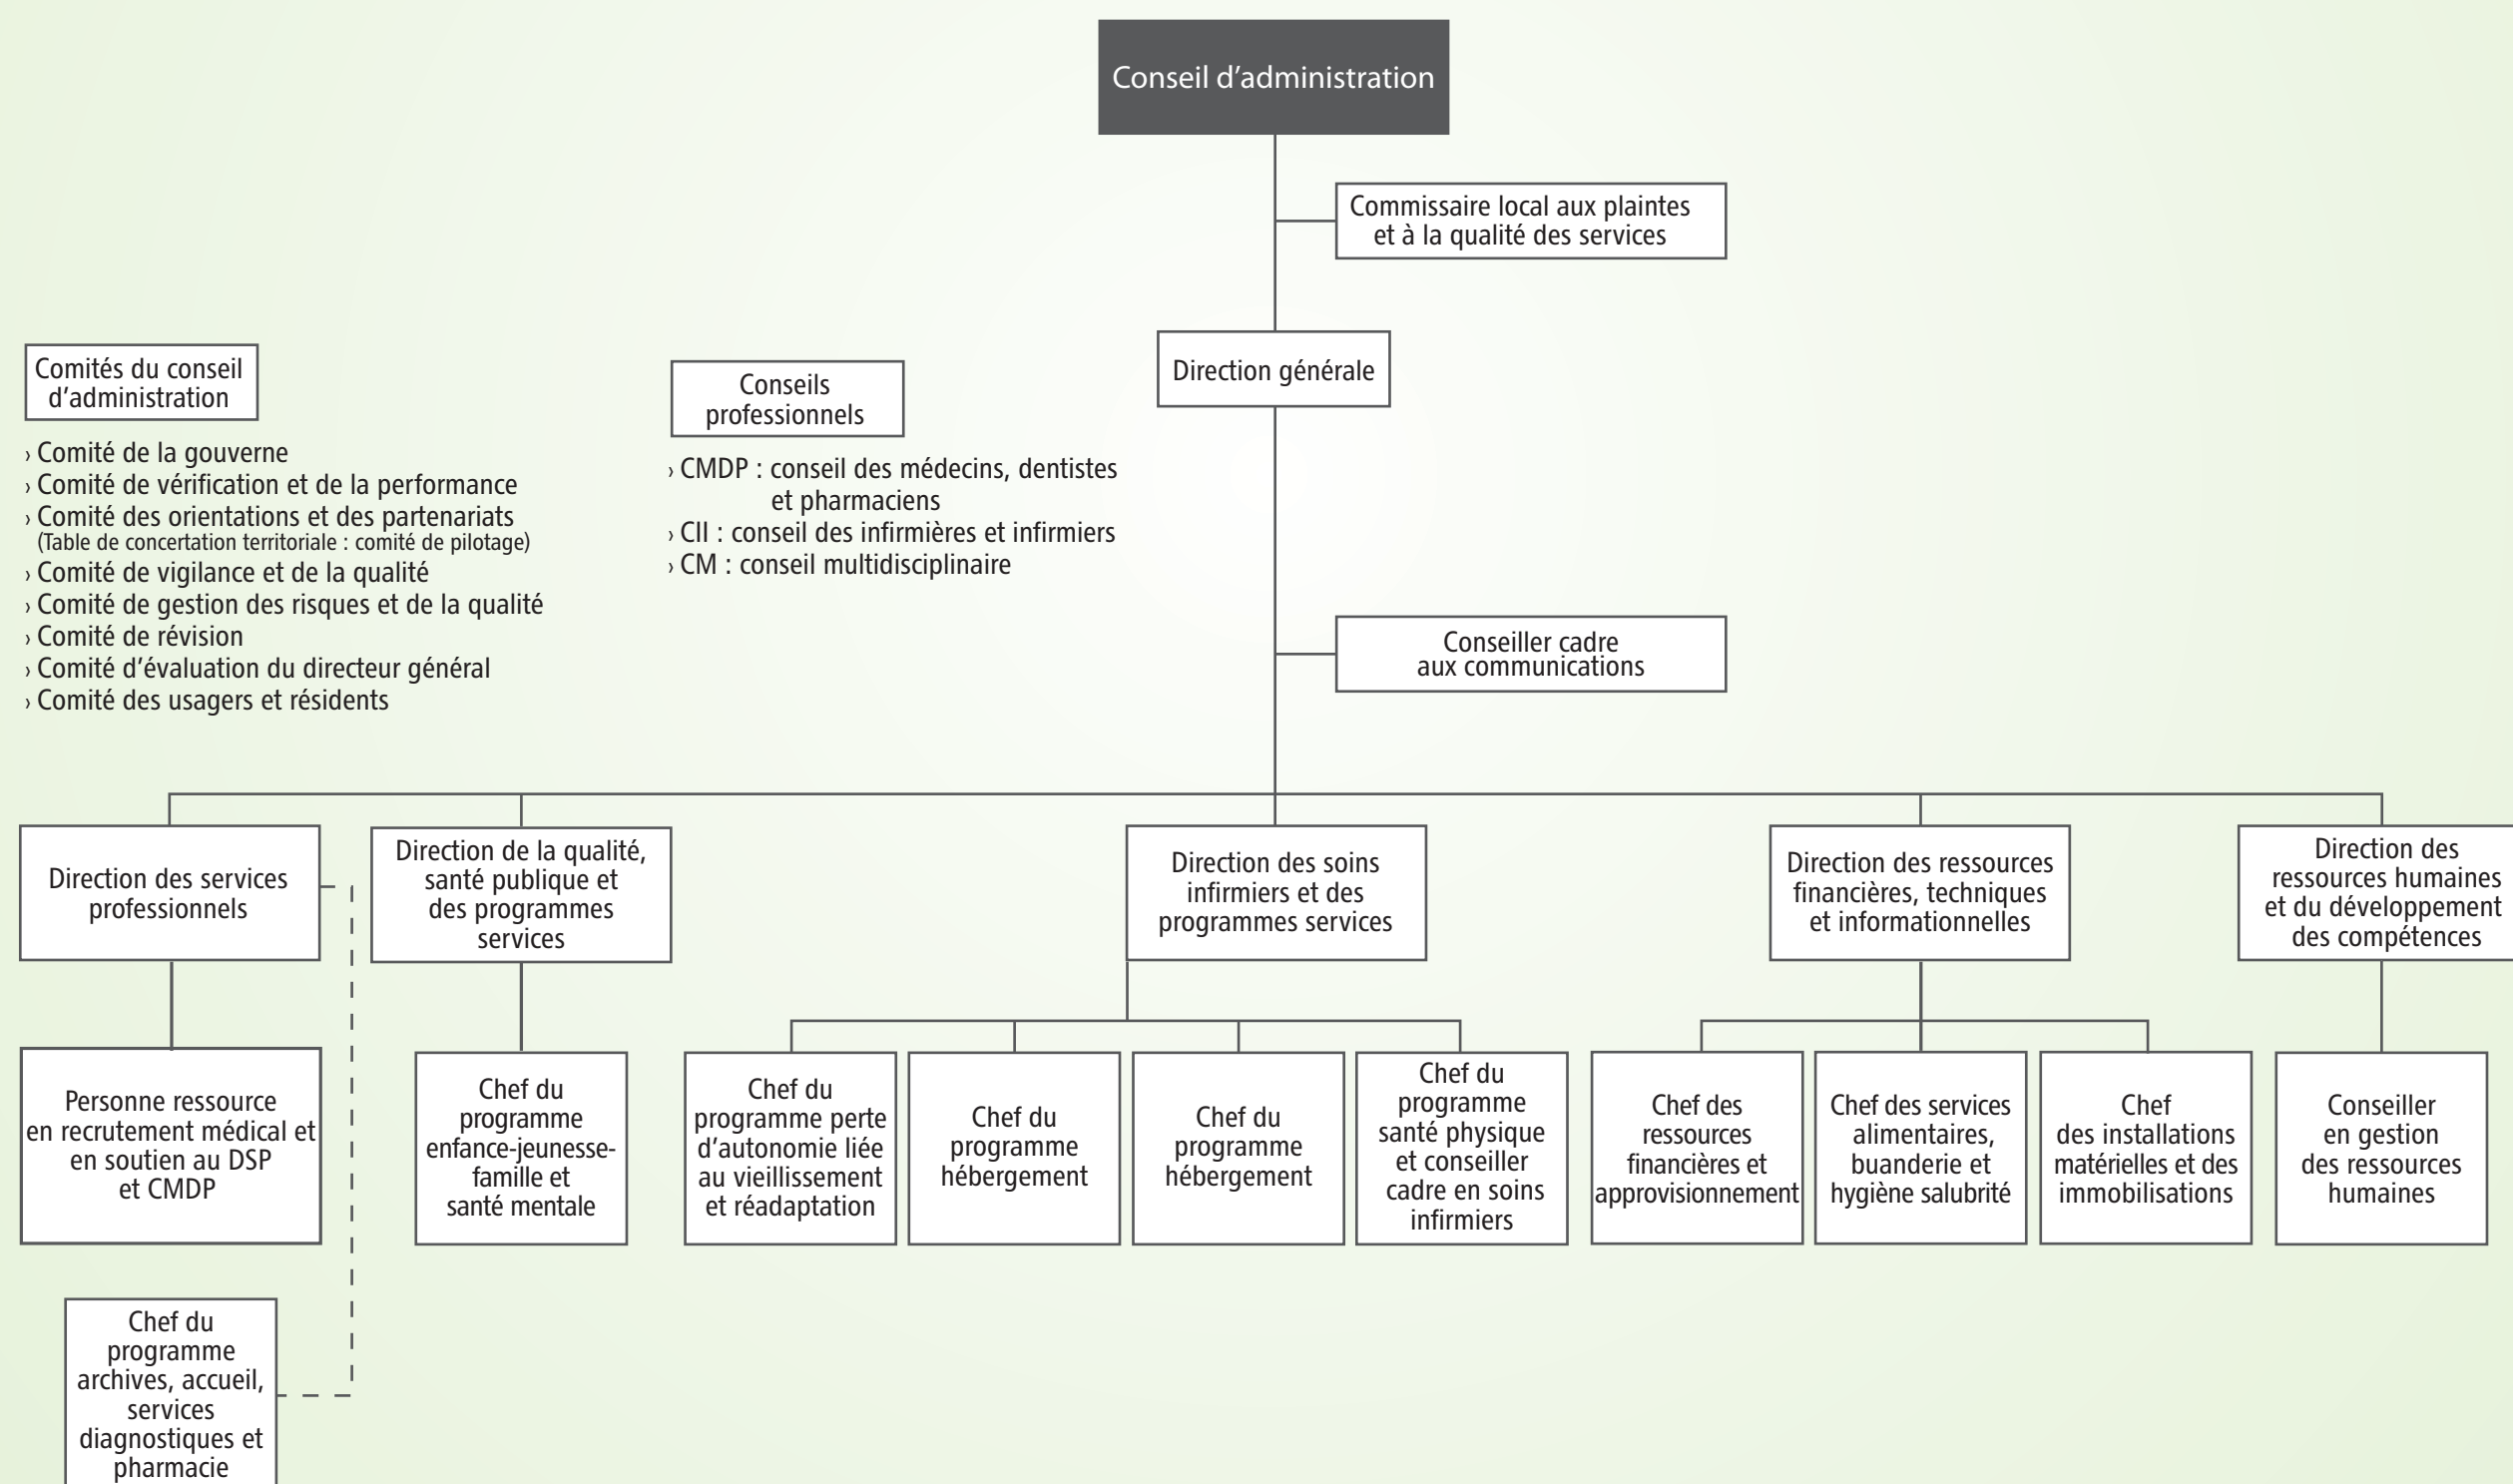 Conseil d’administration
Commissaire local aux plaintes
et à la qualité des services
Direction générale
Comités du conseil
d’administration
› Comité de la gouverne
› Comité de vérification et de la performance
› Comité des orientations et des partenariats
(Table de concertation territoriale : comité de pilotage)
› Comité de vigilance et de la qualité
› Comité de gestion des risques et de la qualité
› Comité de révision
› Comité d’évaluation du directeur général
› Comité des usagers et résidents
Conseils
professionnels
› CMDP : conseil des médecins, dentistes
et pharmaciens
› CII : conseil des infirmières et infirmiers
› CM : conseil multidisciplinaire
Conseiller cadre
aux communications
Direction des services
professionnels
Direction de la qualité,
santé publique et
des programmes
services
Direction des soins
infirmiers et des
programmes services
Direction des ressources
financières, techniques
et informationnelles
Direction des
ressources humaines
et du développement
des compétences
Personne ressource
en recrutement médical et
en soutien au DSP
et CMDP
Chef du
programme
enfance-jeunesse-
famille et
santé mentale
Chef du
programme perte
d’autonomie liée
au vieillissement
et réadaptation
Chef du
programme
hébergement
Chef du
programme
hébergement
Chef du
programme
santé physique
et conseiller
cadre en soins
infirmiers
Chef des
ressources
financières et
approvisionnement
Chef des services
alimentaires,
buanderie et
hygiène salubrité
Chef
des installations
matérielles et des
immobilisations
Conseiller
en gestion
des ressources
humaines
Chef du
programme
archives, accueil,
services
diagnostiques et
pharmacie